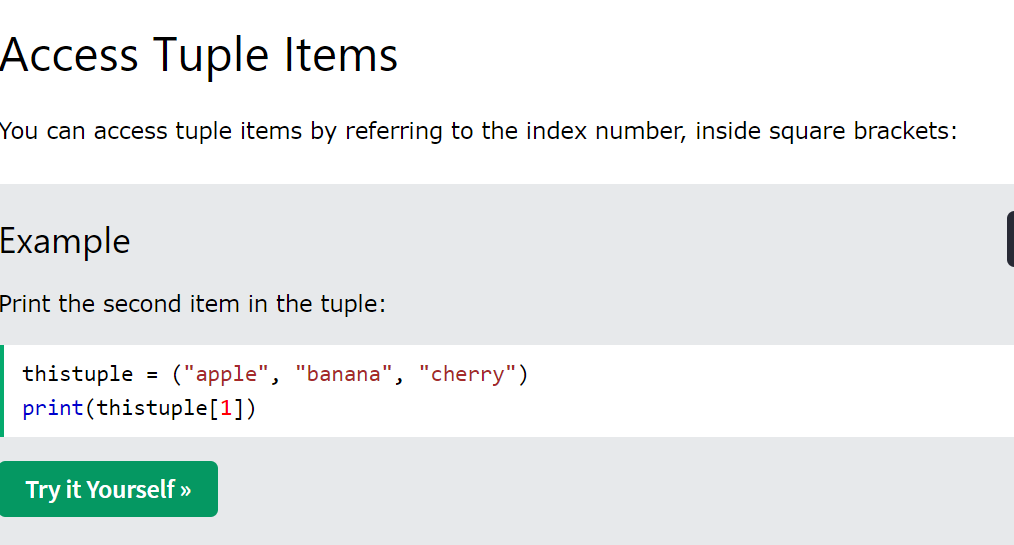 Access Tuple Items
You can access tuple items by referring to the index number, inside square brackets:
Example
Print the second item in the tuple:
thistuple = ("apple", "banana", "cherry")
print(thistuple[1])
Try it Yourself »